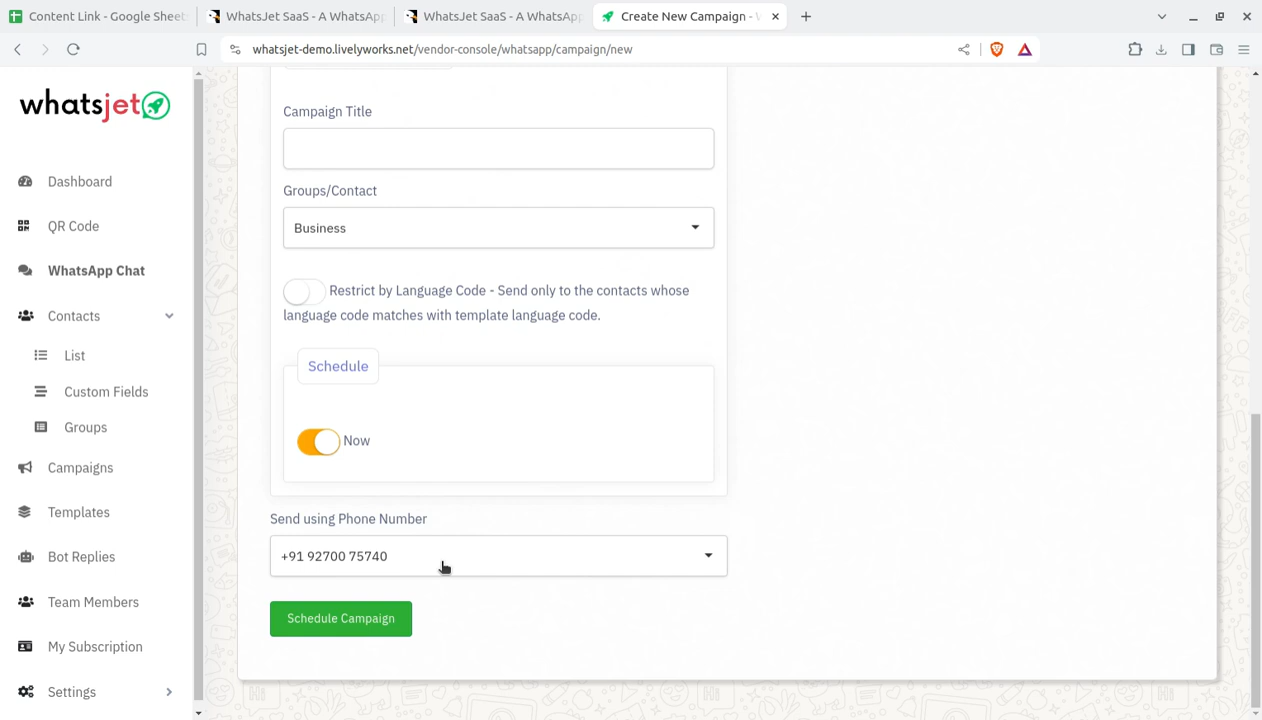 Content Link - Google Sheet
WhatsJet SaaS - A WhatsApp
WhatsJet SaaS - A WhatsApp
Create New Campaign - W
whatsjet-demo.livelyworks.net/vendor-console/whatsapp/campaign/new
whatsjet
Dashboard
QR Code
WhatsApp Chat
Contacts
List
Custom Fields
Groups
Campaigns
Templates
Bot Replies
Team Members
My Subscription
Settings
Campaign Title
Groups/Contact
Business
Restrict by Language Code - Send only to the contacts whose
language code matches with template language code.
Schedule
Now
Send using Phone Number
+91 92700 75740
Schedule Campaign